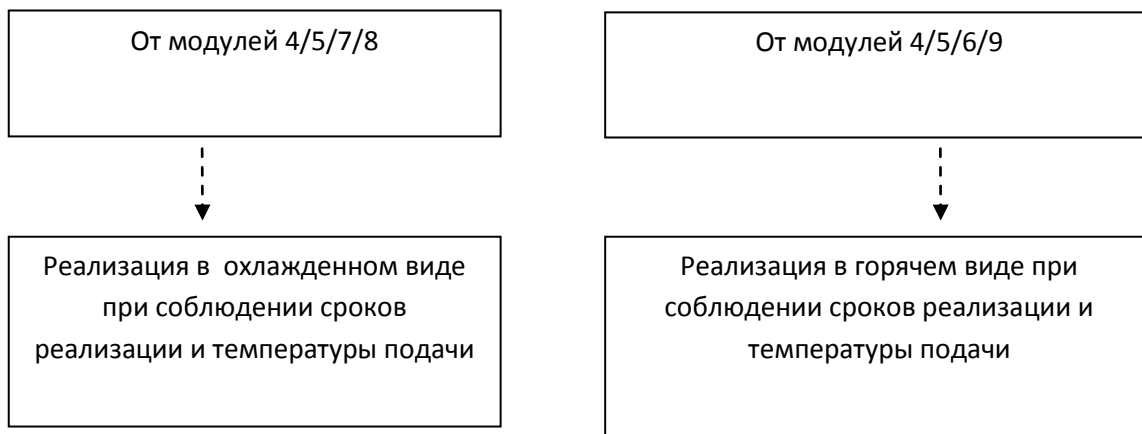 От модулей 4/5/7/8
От модулей 4/5/6/9
Реализация в охлажденном виде
при соблюдении сроков
реализации и температуры подачи
Реализация в горячем виде при
соблюдении сроков реализации и
температуры подачи